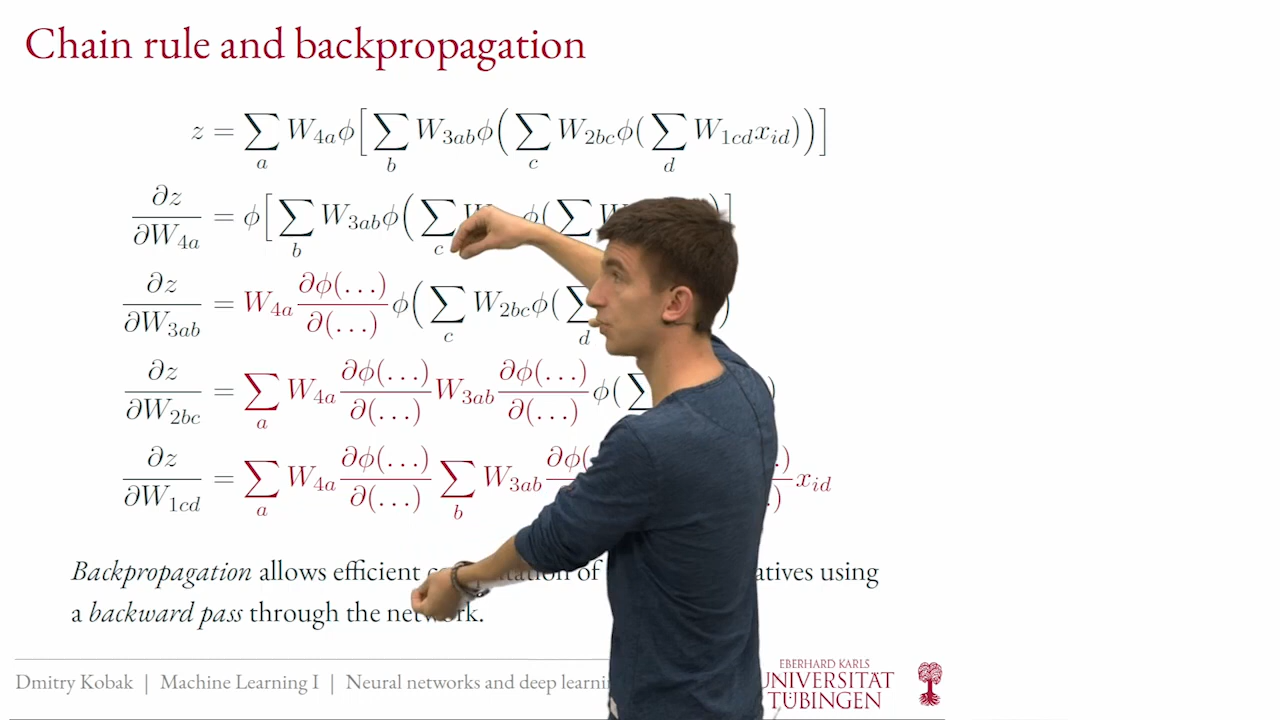 Chain rule and backpropagation
z = ∑_a W_{4a}ϕ[∑_b W_{3ab}ϕ(∑_c W_{2bc}ϕ(∑_d W_{1cd}x_{id}))]
∂z/∂W_{4a} = ϕ[∑_b W_{3ab}ϕ(∑_c ϕ(∑ )]
∂z/∂W_{3ab} = W_{4a} ∂ϕ(...)/∂(...) ϕ(∑_c W_{2bc}ϕ(∑_d )
∂z/∂W_{2bc} = ∑_a W_{4a} ∂ϕ(...)/∂(...) W_{3ab} ∂ϕ(...)/∂(...) ϕ(∑ )
∂z/∂W_{1cd} = ∑_a W_{4a} ∂ϕ(...)/∂(...) ∑_b W_{3ab} x_{id}
Backpropagation allows efficient of using
a backward pass through the network.
Dmitry Kobak | Machine Learning I | Neural networks and deep
EBERHARD KARLS
UNIVERSITÄT
TÜBINGEN